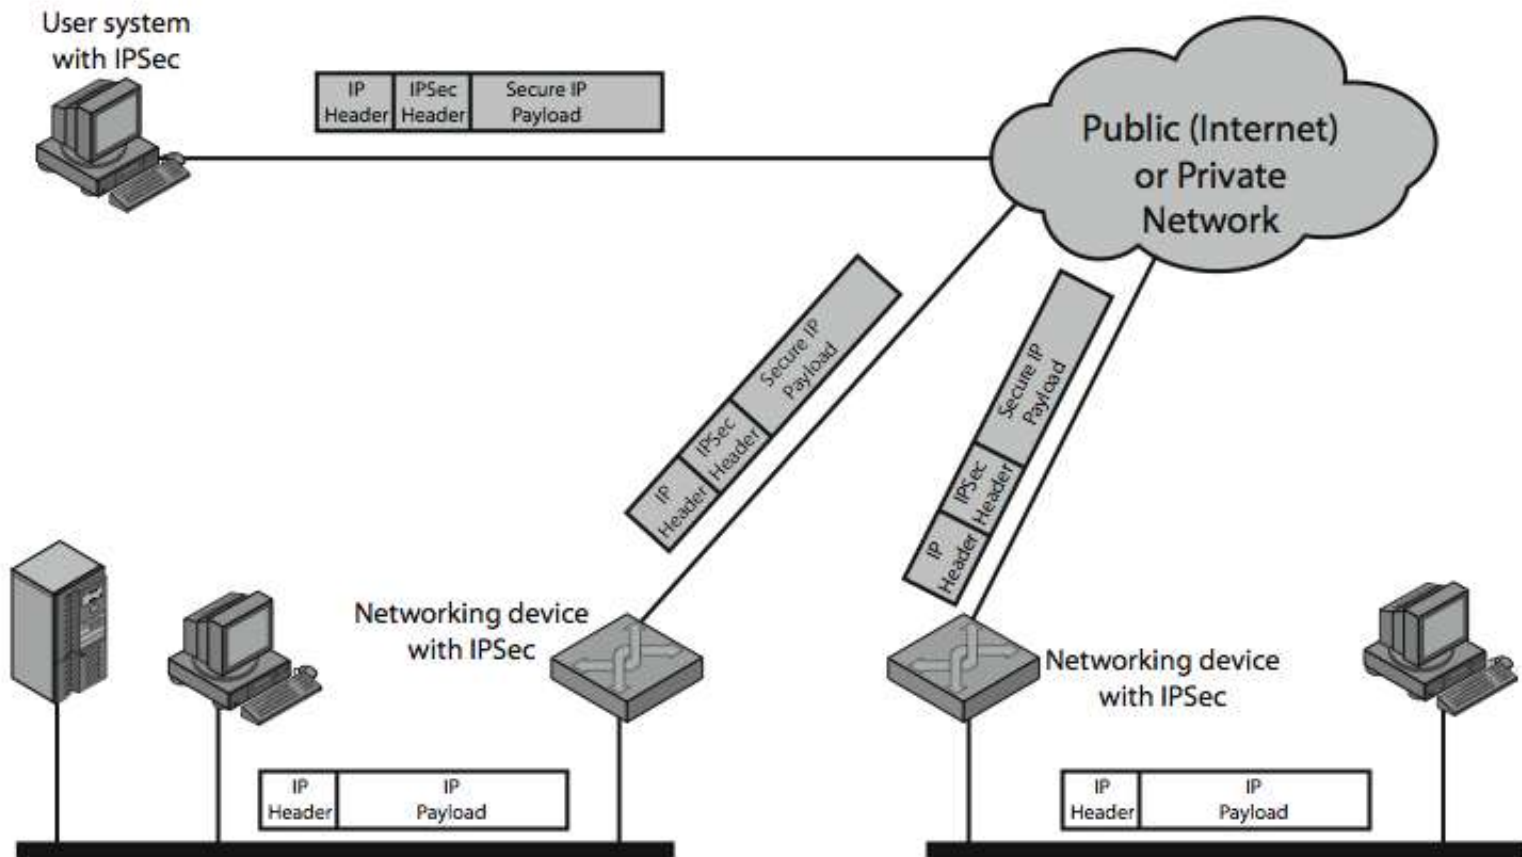 User system
with IPSec
IP
Header
IPSec
Header
Secure IP
Payload
Public (Internet)
or Private
Network
Secure IP
Payload
IPSec
Header
IP
Header
Secure IP
Payload
IPSec
Header
IP
Header
Networking device
with IPSec
Networking device
with IPSec
IP
Header
IP
Payload
IP
Header
IP
Payload